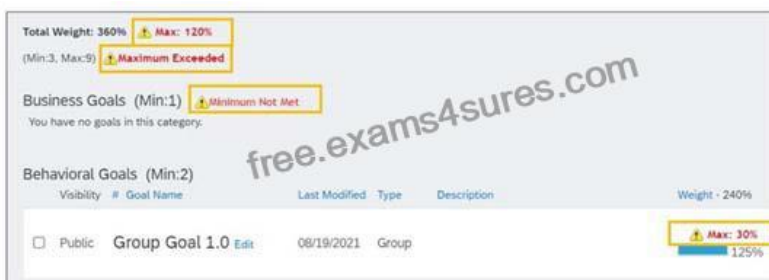 Total Weight: 360% Max: 120%
(Min:3, Max:9) Maximum Exceeded
Business Goals (Min:1) Minimum Not Met
You have no goals in this category.
free.exams4sures.com
Behavioral Goals (Min:2)
Visibility # Goal Name Last Modified Type Description Weight - 240%
Max: 30%
Public Group Goal 1.0 Edit 08/19/2021 Group 125%